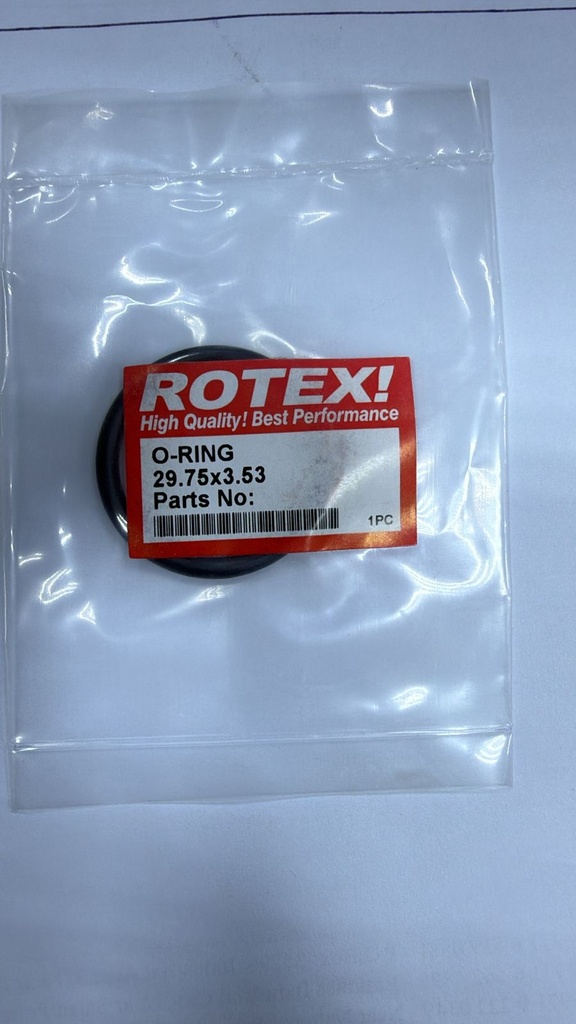 ROTEX!
High Quality! Best Performance
O-RING
29.75x3.53
Parts No:
1PC